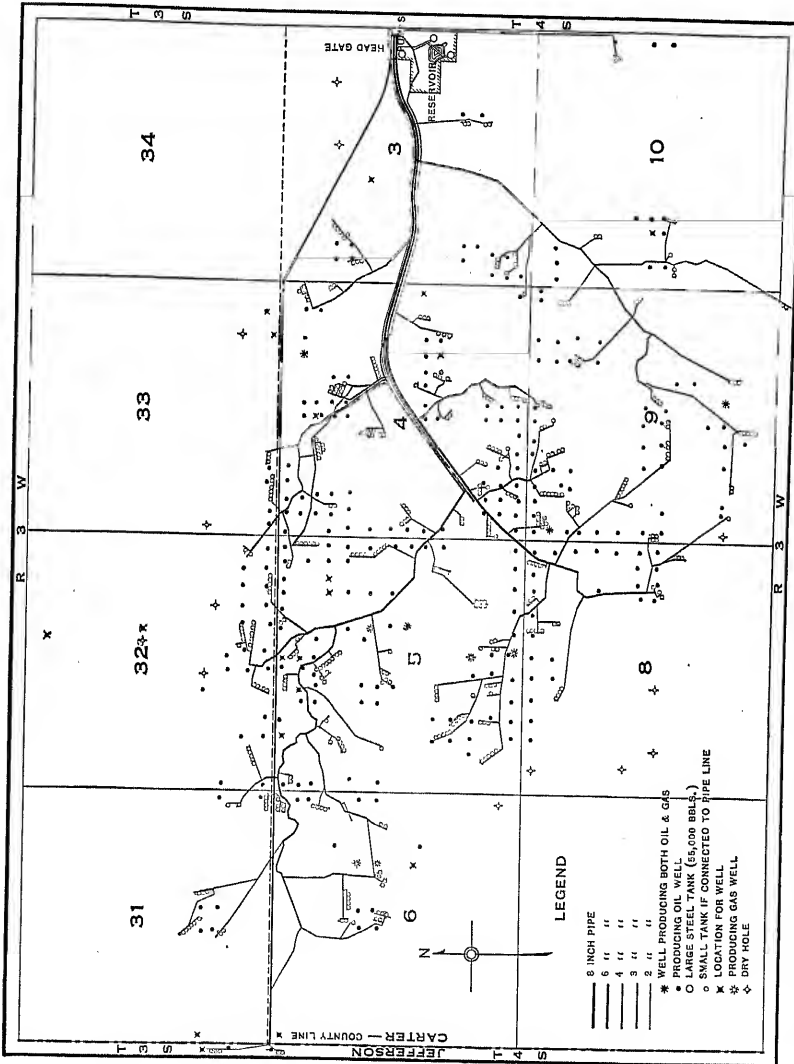 T 3 S
T 4 S
R 3 W
31
32
33
34
HEAD GATE
RESERVOIR
3
4
5
6
8
9
10
N
JEFFERSON
CARTER — COUNTY LINE
T 3 S
T 4 S
R 3 W
LEGEND
8 INCH PIPE
6 " "
4 " "
3 " "
2 " "
WELL PRODUCING BOTH OIL & GAS
PRODUCING OIL WELL
LARGE STEEL TANK (55,000 BBLS.)
SMALL TANK IF CONNECTED TO PIPE LINE
LOCATION FOR WELL
PRODUCING GAS WELL
DRY HOLE